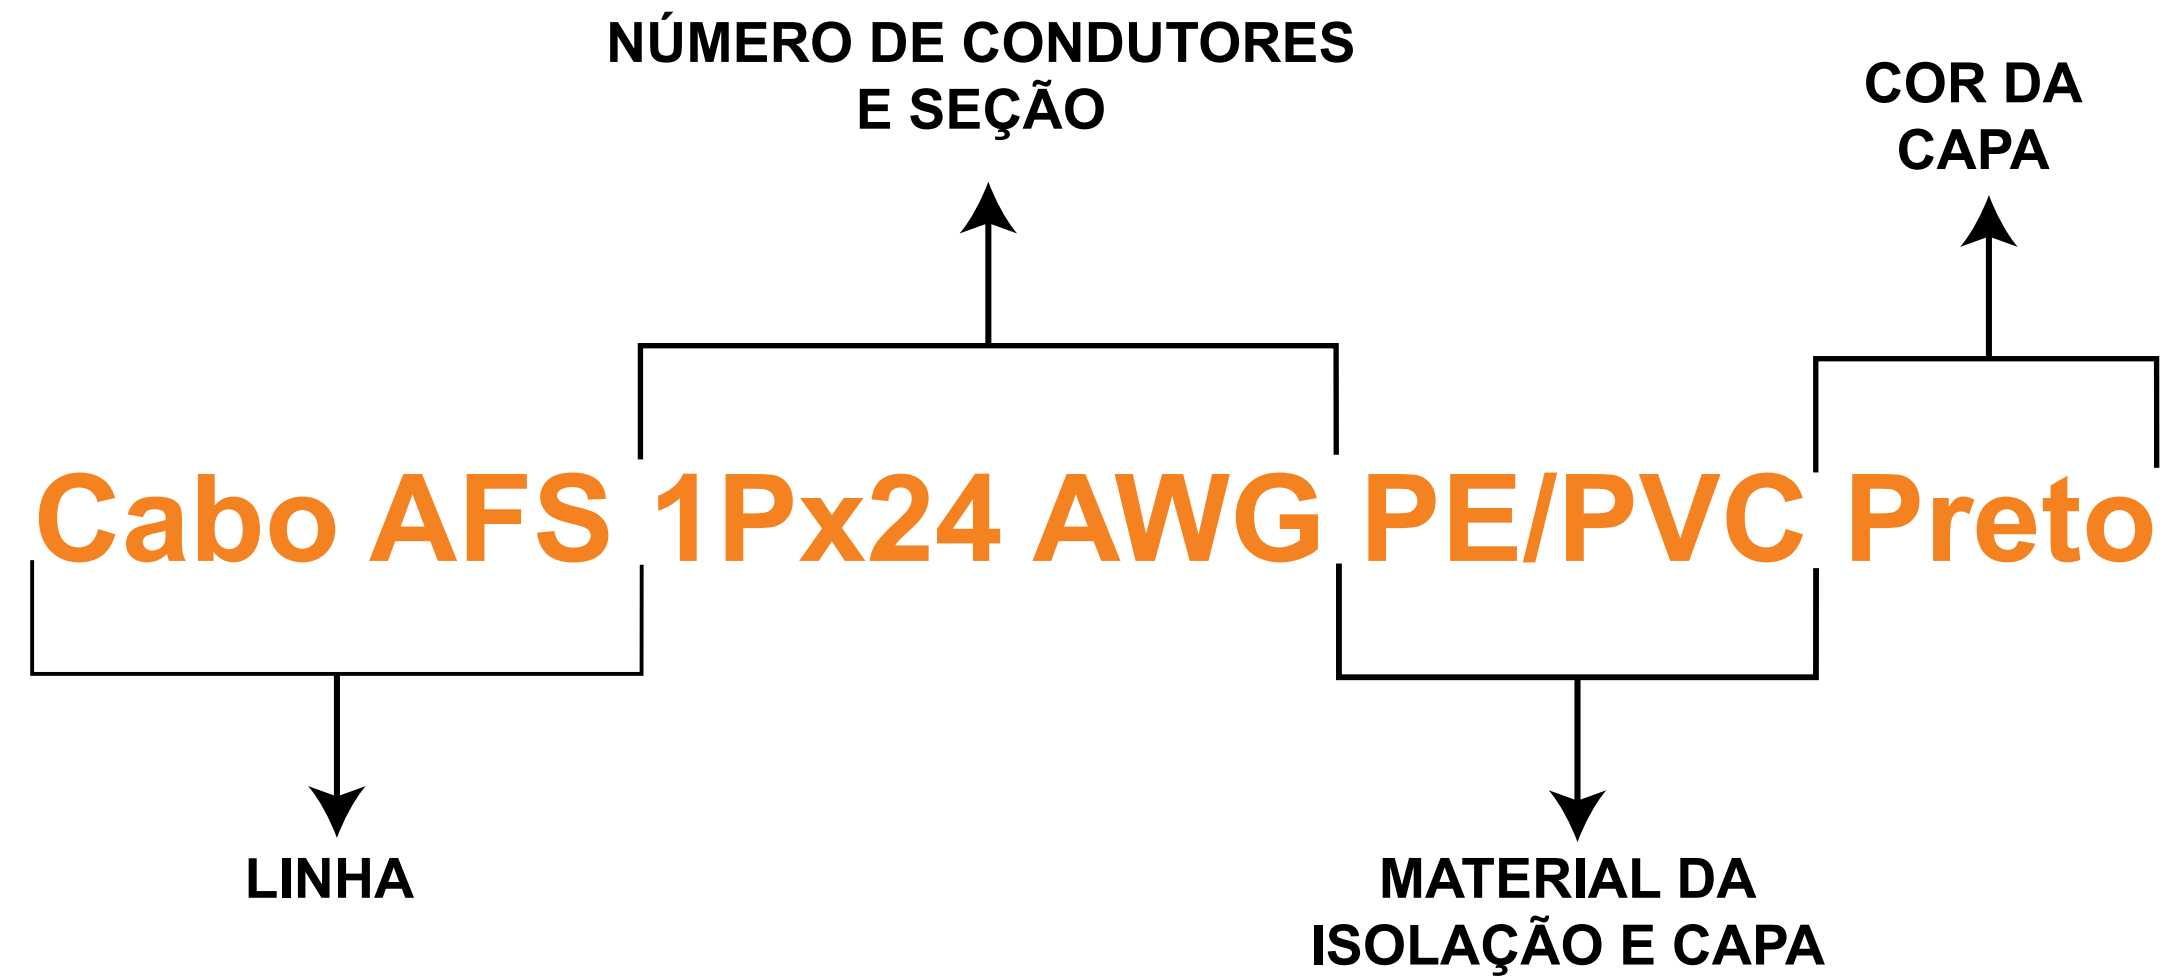 NÚMERO DE CONDUTORES
E SEÇÃO
COR DA
CAPA
Cabo AFS 1Px24 AWG PE/PVC Preto
LINHA
MATERIAL DA
ISOLAÇÃO E CAPA